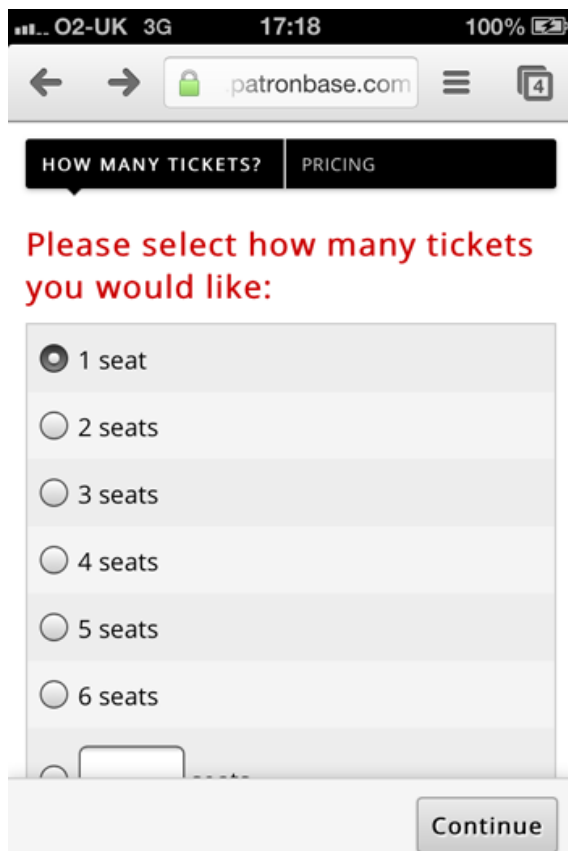 O2-UK 3G 17:18 100%
patronbase.com 4
HOW MANY TICKETS? PRICING
Please select how many tickets
you would like:
1 seat
2 seats
3 seats
4 seats
5 seats
6 seats
seats
Continue